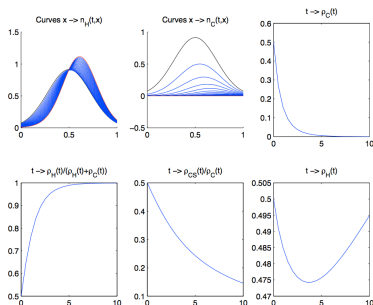 Curves x -> n_H(t,x)
1.5
1
0.5
0
0 0.5 1
Curves x -> n_C(t,x)
1
0.5
0
−0.5
0 0.5 1
t -> ρ_C(t)
0.6
0.5
0.4
0.3
0.2
0.1
0
0 5 10
t -> ρ_H(t)/(ρ_H(t)+ρ_C(t))
1
0.9
0.8
0.7
0.6
0.5
0 5 10
t -> ρ_CS(t)/ρ_C(t)
0.5
0.4
0.3
0.2
0.1
0 5 10
t -> ρ_H(t)
0.505
0.5
0.495
0.49
0.485
0.48
0.475
0.47
0 5 10